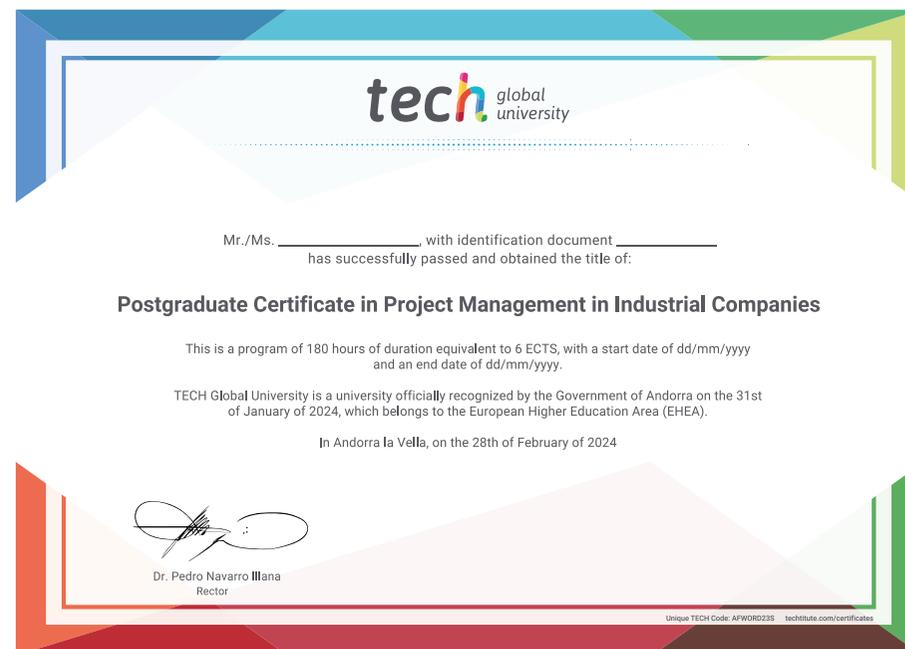 tech global university
Mr./Ms. ____________, with identification document ____________
has successfully passed and obtained the title of:
Postgraduate Certificate in Project Management in Industrial Companies
This is a program of 180 hours of duration equivalent to 6 ECTS, with a start date of dd/mm/yyyy
and an end date of dd/mm/yyyy.
TECH Global University is a university officially recognized by the Government of Andorra on the 31st
of January of 2024, which belongs to the European Higher Education Area (EHEA).
In Andorra la Vella, on the 28th of February of 2024
Dr. Pedro Navarro Illana
Rector
Unique TECH Code: AFWORD23S techtitute.com/certificates